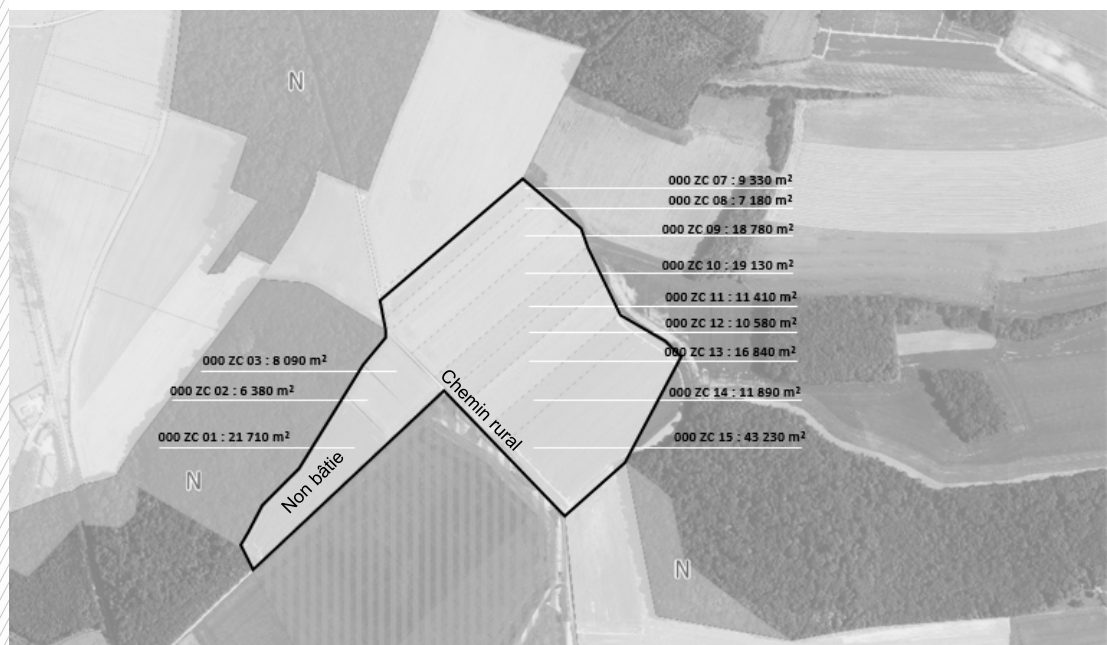 N
000 ZC 07 : 9 330 m²
000 ZC 08 : 7 180 m²
000 ZC 09 : 18 780 m²
000 ZC 10 : 19 130 m²
000 ZC 11 : 11 410 m²
000 ZC 12 : 10 580 m²
000 ZC 13 : 16 840 m²
000 ZC 14 : 11 890 m²
000 ZC 15 : 43 230 m²
000 ZC 03 : 8 090 m²
000 ZC 02 : 6 380 m²
000 ZC 01 : 21 710 m²
Chemin rural
Non bâtie
N
N